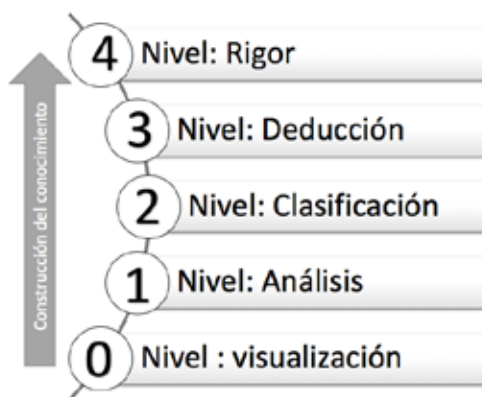 4 Nivel: Rigor
3 Nivel: Deducción
2 Nivel: Clasificación
1 Nivel: Análisis
0 Nivel : visualización
Construcción del conocimiento